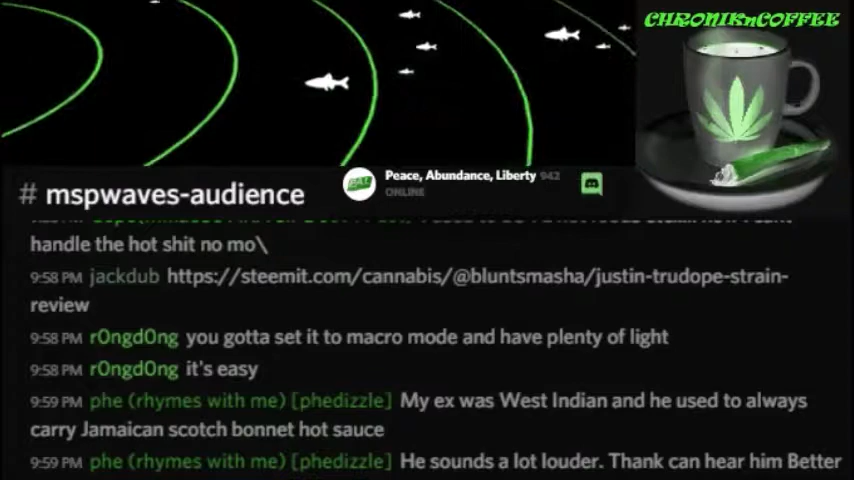 CHRONIKnCOFFEE
Peace, Abundance, Liberty 942
ONLINE
# mspwaves-audience
handle the hot shit no mo\
9:58 PM jackdub https://steemit.com/cannabis/@bluntsmasha/justin-trudope-strain-
review
9:58 PM r0ngd0ng you gotta set it to macro mode and have plenty of light
9:58 PM r0ngd0ng it's easy
9:59 PM phe (rhymes with me) [phedizzle] My ex was West Indian and he used to always
carry Jamaican scotch bonnet hot sauce
9:59 PM phe (rhymes with me) [phedizzle] He sounds a lot louder. Thank can hear him Better